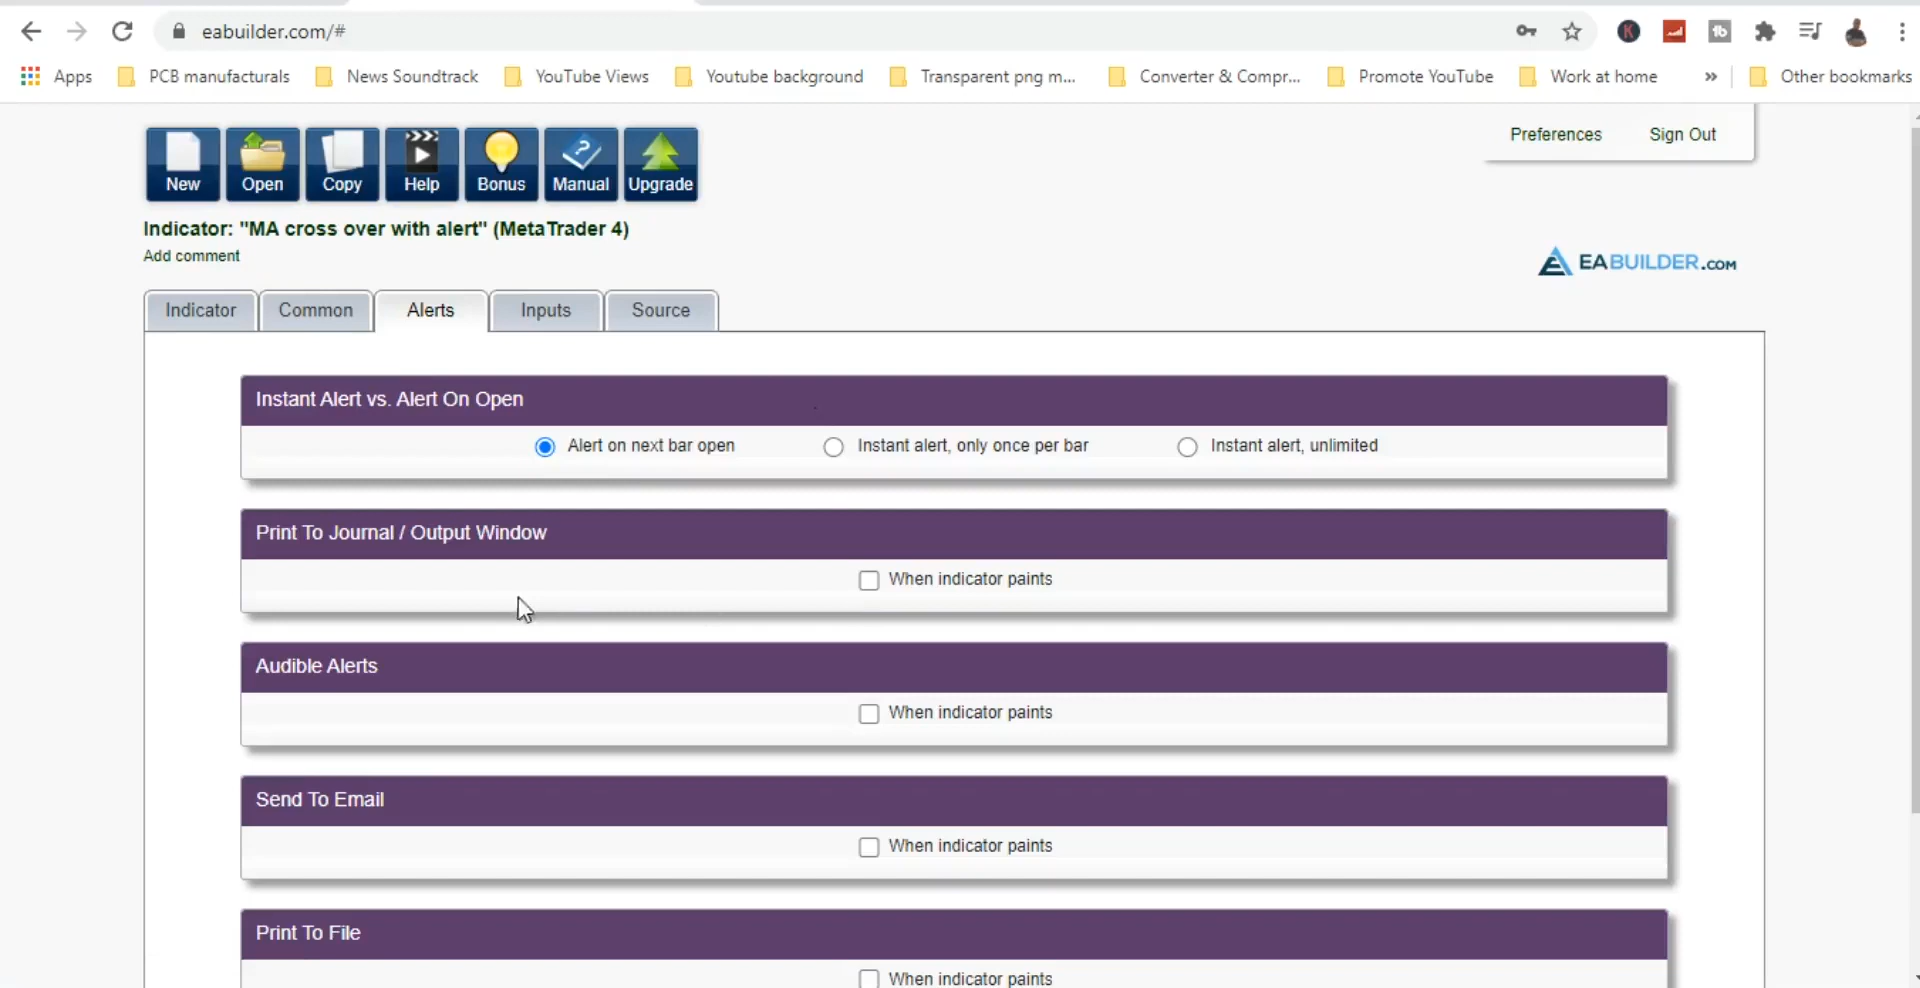 eabuilder.com/#
Apps PCB manufacturals News Soundtrack YouTube Views Youtube background Transparent png m... Converter & Compr... Promote YouTube Work at home » Other bookmarks
New Open Copy Help Bonus Manual Upgrade
Preferences Sign Out
Indicator: "MA cross over with alert" (MetaTrader 4)
Add comment
EABUILDER.COM
Indicator Common Alerts Inputs Source
Instant Alert vs. Alert On Open
Alert on next bar open Instant alert, only once per bar Instant alert, unlimited
Print To Journal / Output Window
When indicator paints
Audible Alerts
When indicator paints
Send To Email
When indicator paints
Print To File
When indicator paints